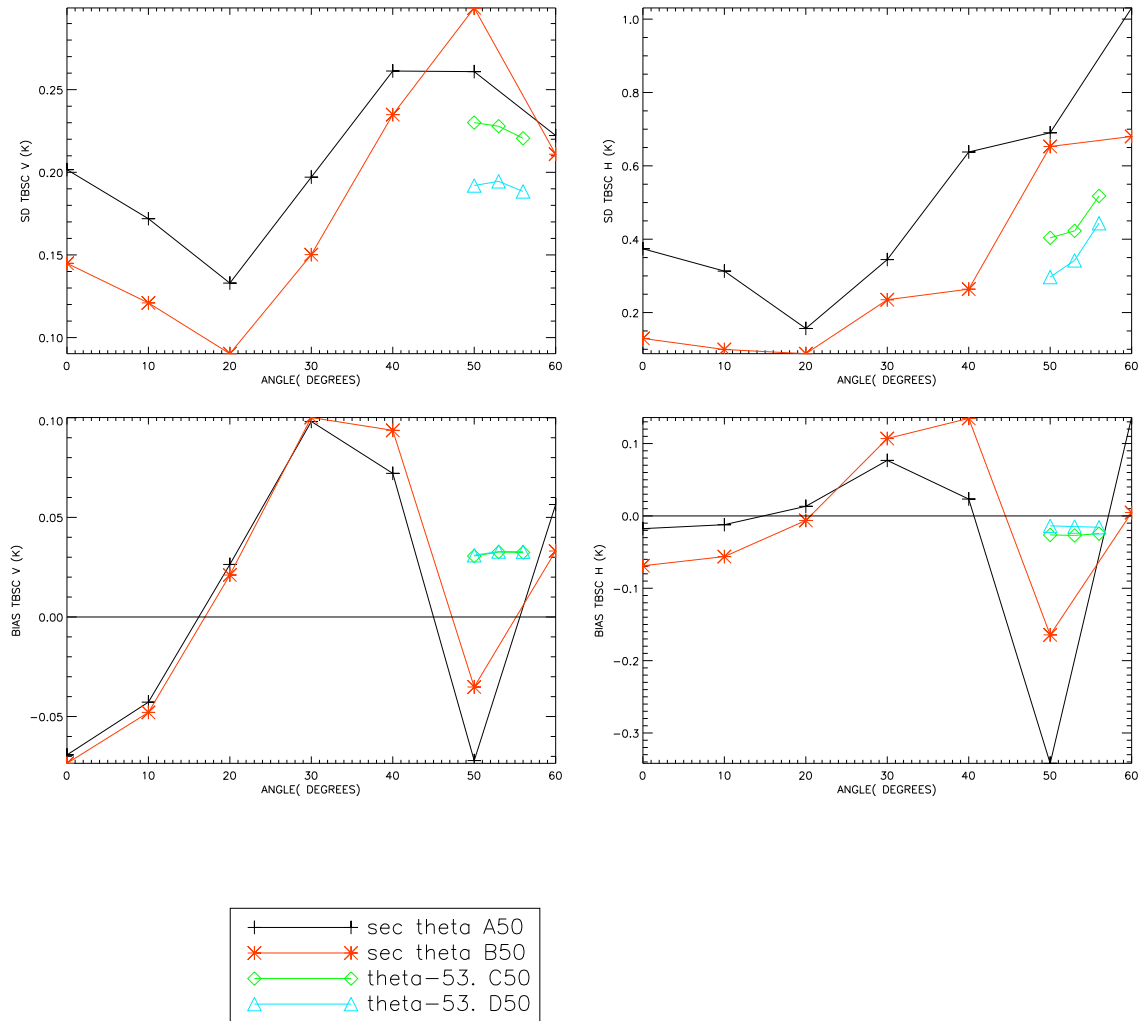 SD TBSC V (K)
0.25
0.20
0.15
0.10
0 10 20 30 40 50 60
ANGLE( DEGREES)
SD TBSC H (K)
1.0
0.8
0.6
0.4
0.2
0 10 20 30 40 50 60
ANGLE( DEGREES)
BIAS TBSC V (K)
0.10
0.05
0.00
−0.05
0 10 20 30 40 50 60
ANGLE( DEGREES)
BIAS TBSC H (K)
0.1
0.0
−0.1
−0.2
−0.3
0 10 20 30 40 50 60
ANGLE( DEGREES)
sec theta A50
sec theta B50
theta−53. C50
theta−53. D50